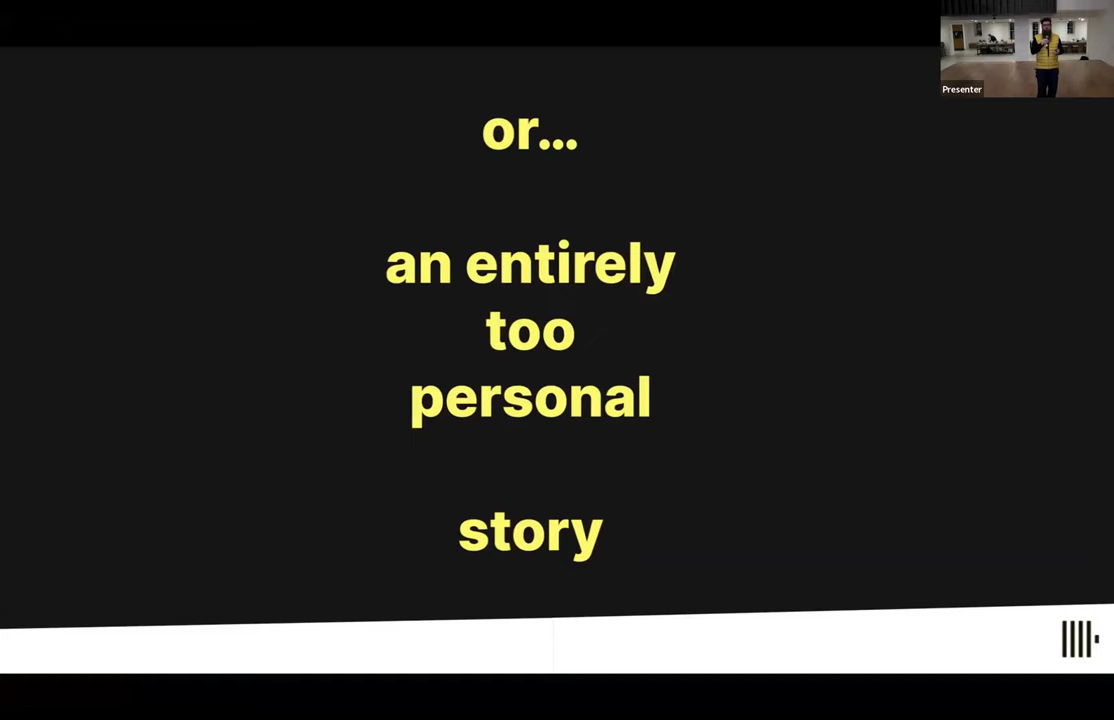 Presenter
or...
an entirely
too
personal
story